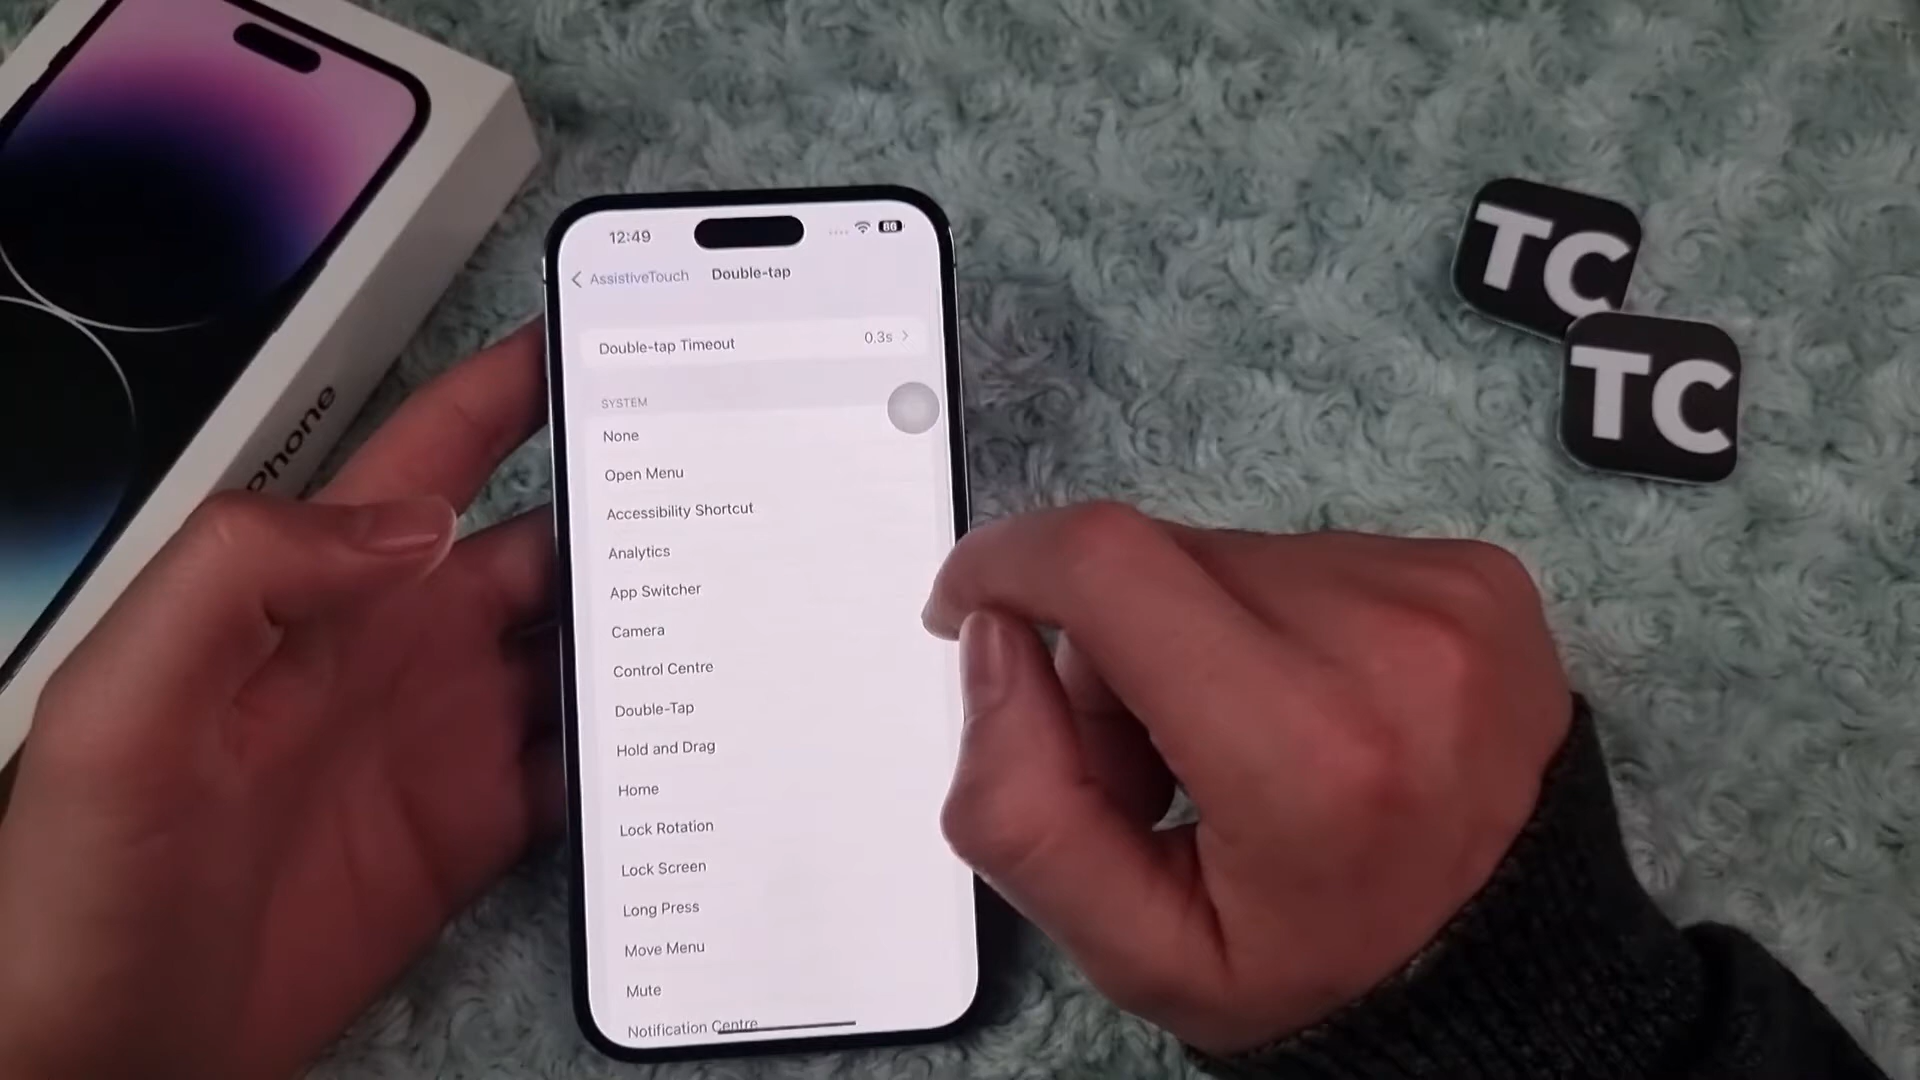 Phone
12:49
86
AssistiveTouch
Double-tap
Double-tap Timeout
0.3s
SYSTEM
None
Open Menu
Accessibility Shortcut
Analytics
App Switcher
Camera
Control Centre
Double-Tap
Hold and Drag
Home
Lock Rotation
Lock Screen
Long Press
Move Menu
Mute
Notification Centre
TC
TC